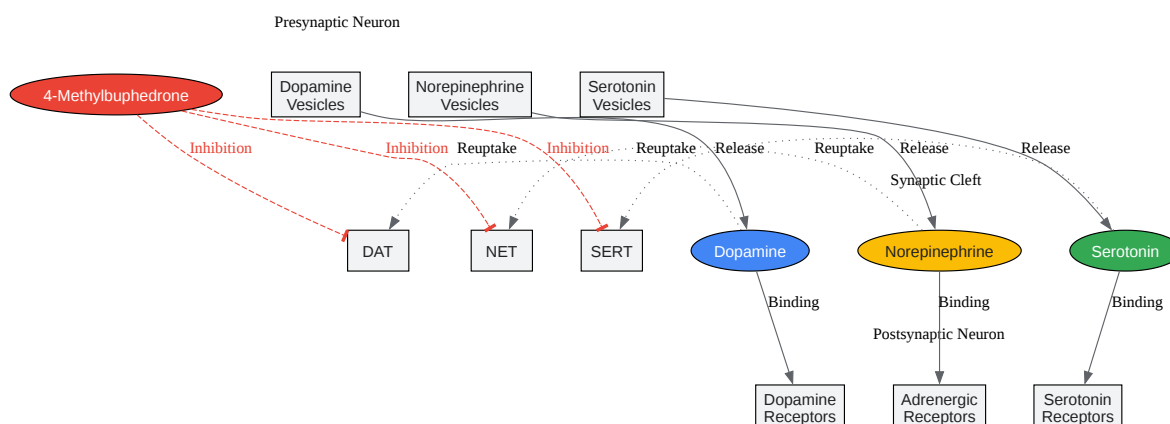 Presynaptic Neuron
4-Methylbuphedrone
Dopamine
Vesicles
Norepinephrine
Vesicles
Serotonin
Vesicles
Inhibition
Inhibition
Reuptake
Inhibition
Reuptake
Release
Reuptake
Release
Release
Synaptic Cleft
DAT
NET
SERT
Dopamine
Norepinephrine
Serotonin
Binding
Binding
Binding
Postsynaptic Neuron
Dopamine
Receptors
Adrenergic
Receptors
Serotonin
Receptors